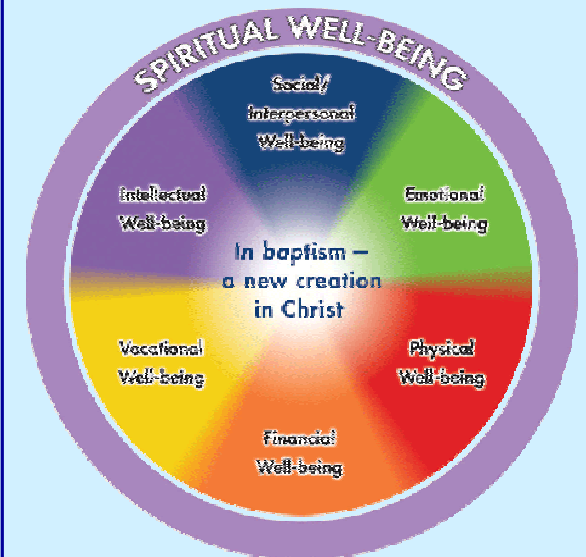 SPIRITUAL WELL-BEING
Social/
Interpersonal
Well-being
Emotional
Well-being
Physical
Well-being
Financial
Well-being
Vocational
Well-being
Intellectual
Well-being
In baptism –
a new creation
in Christ